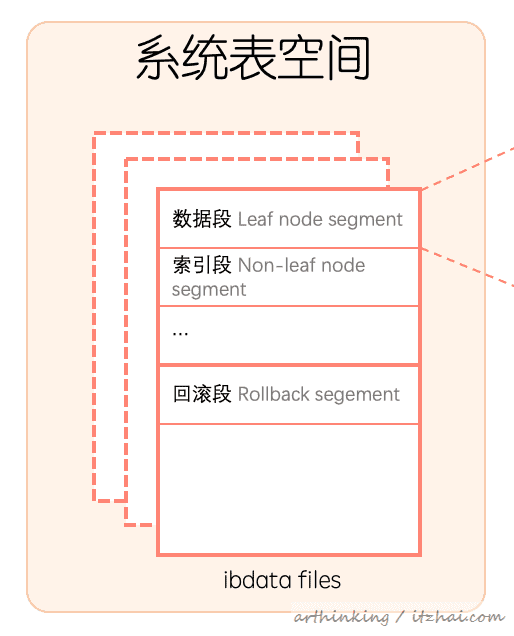 系统表空间
数据段 Leaf node segment
索引段 Non-leaf node
segment
...
回滚段 Rollback segement
ibdata files
arthinking / itzhai.com